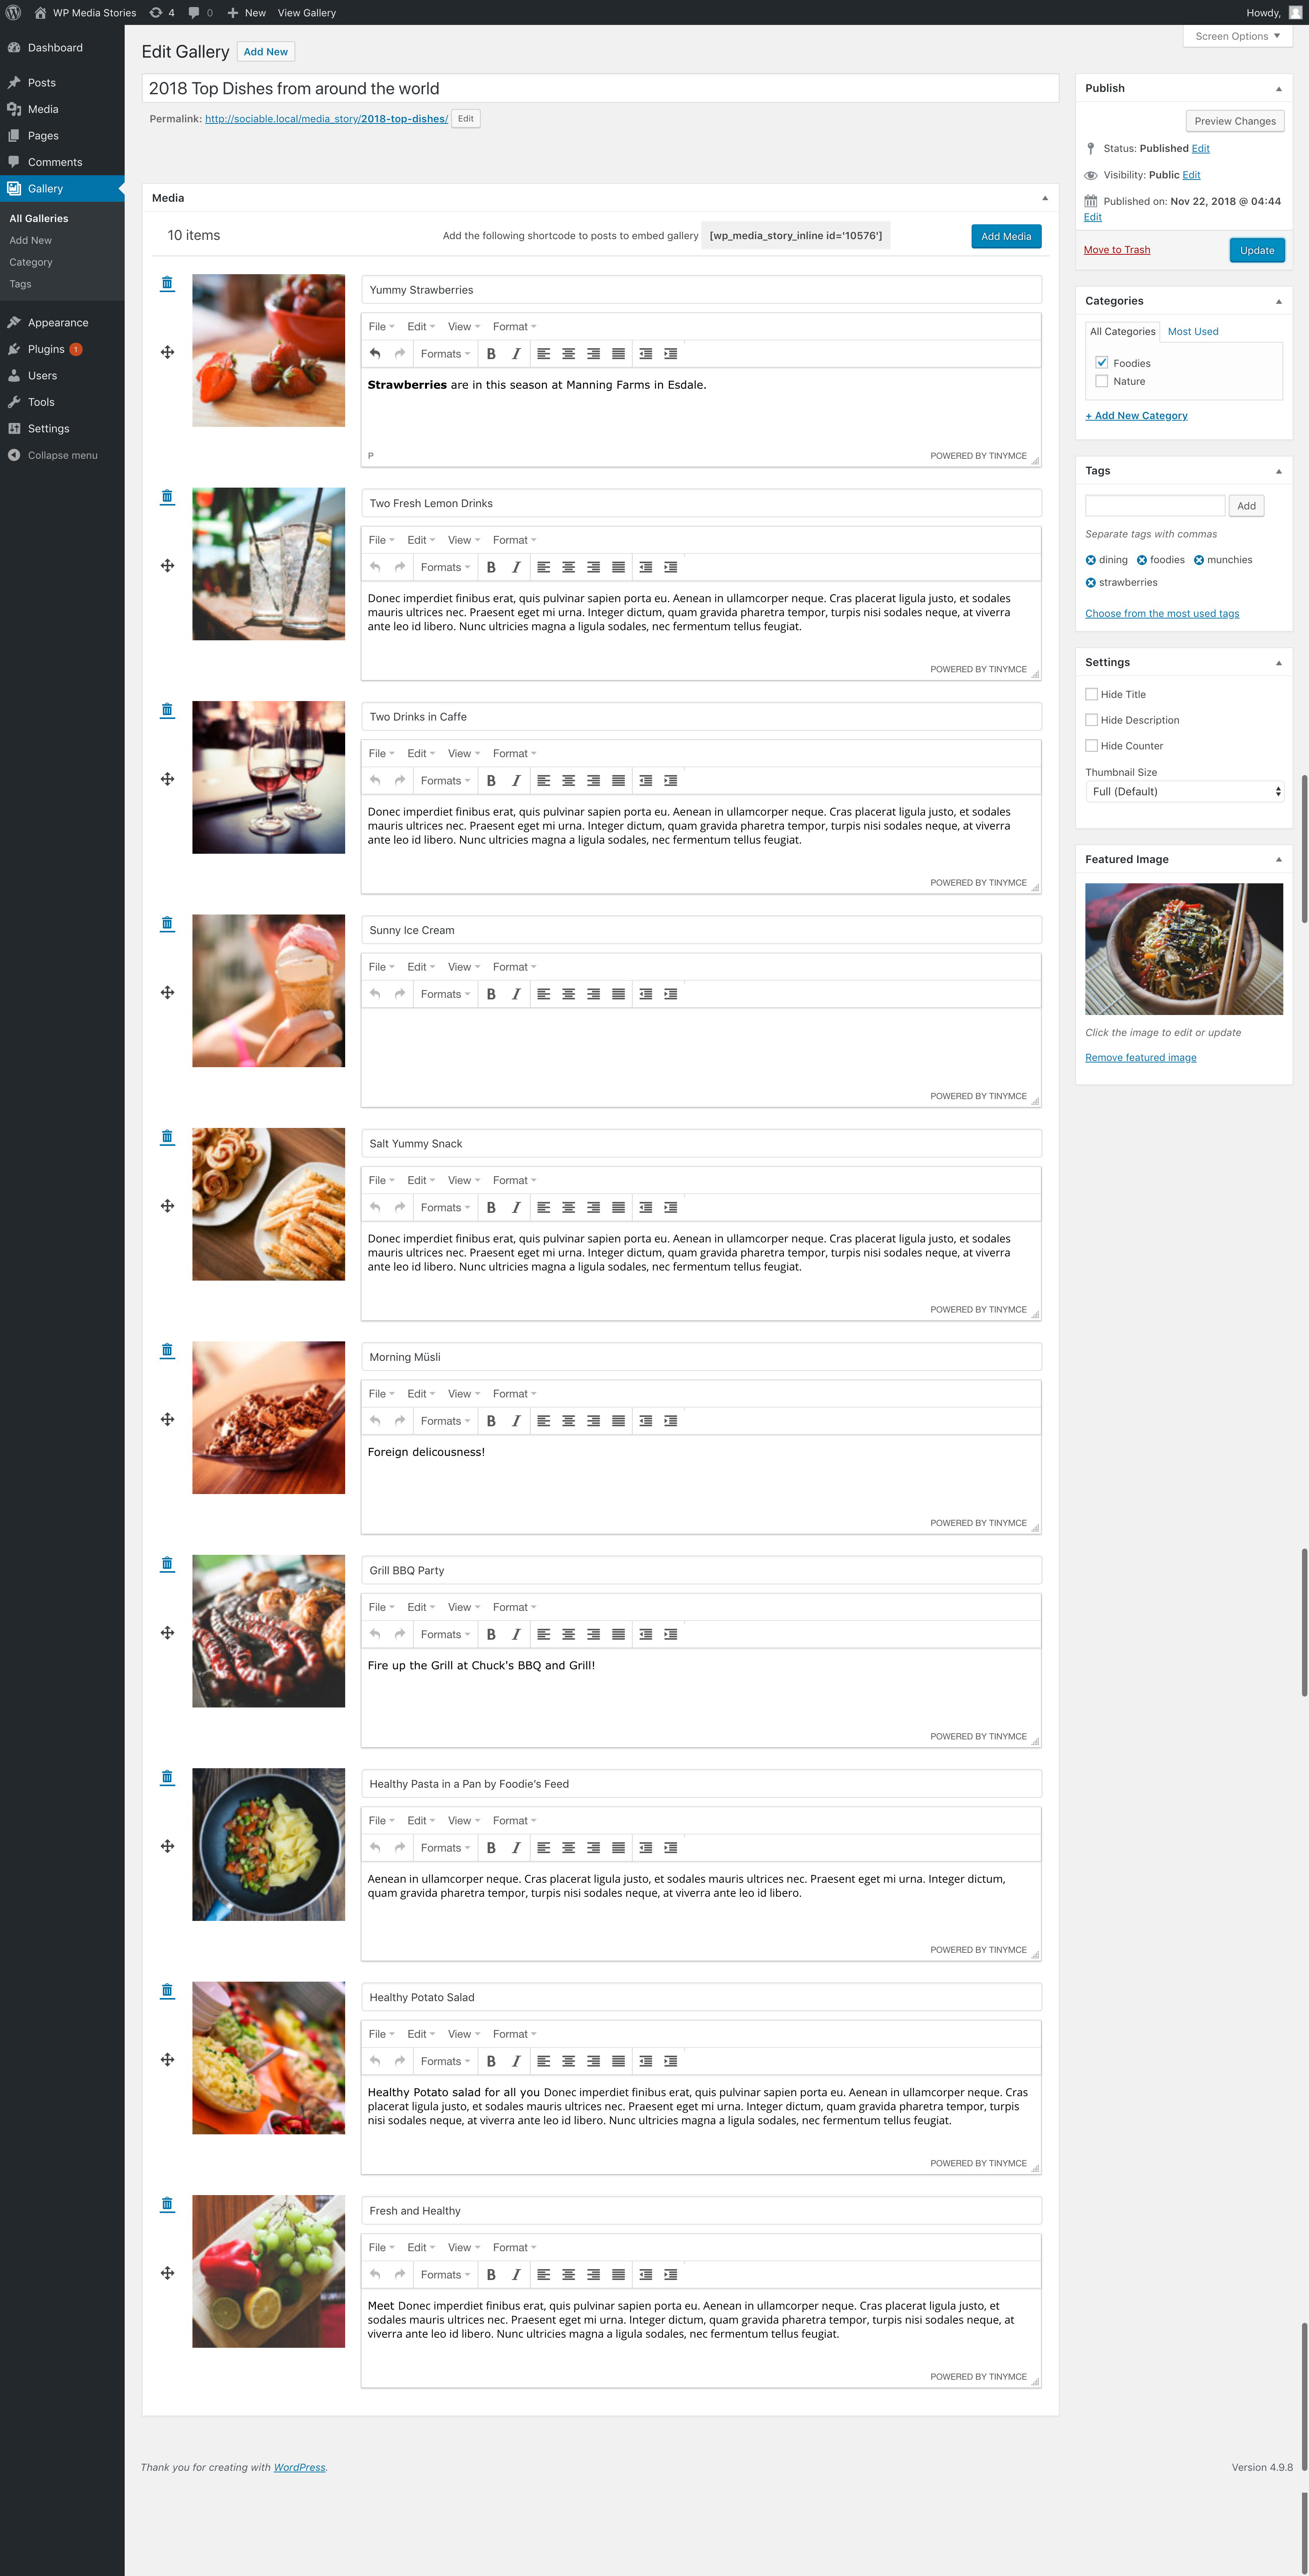 WP Media Stories 4 0 New View Gallery Howdy,
Dashboard
Posts
Media
Pages
Comments
Gallery
All Galleries
Add New
Category
Tags
Appearance
Plugins 1
Users
Tools
Settings
Collapse menu
Screen Options
Edit Gallery Add New
2018 Top Dishes from around the world
Permalink: http://sociable.local/media_story/2018-top-dishes/ Edit
Media
10 items Add the following shortcode to posts to embed gallery [wp_media_story_inline id='10576'] Add Media
Yummy Strawberries
File Edit View Format
Formats B I
Strawberries are in this season at Manning Farms in Esdale.
P POWERED BY TINYMCE
Two Fresh Lemon Drinks
File Edit View Format
Formats B I
Donec imperdiet finibus erat, quis pulvinar sapien porta eu. Aenean in ullamcorper neque. Cras placerat ligula justo, et sodales
mauris ultrices nec. Praesent eget mi urna. Integer dictum, quam gravida pharetra tempor, turpis nisi sodales neque, at viverra
ante leo id libero. Nunc ultricies magna a ligula sodales, nec fermentum tellus feugiat.
POWERED BY TINYMCE
Two Drinks in Caffe
File Edit View Format
Formats B I
Donec imperdiet finibus erat, quis pulvinar sapien porta eu. Aenean in ullamcorper neque. Cras placerat ligula justo, et sodales
mauris ultrices nec. Praesent eget mi urna. Integer dictum, quam gravida pharetra tempor, turpis nisi sodales neque, at viverra
ante leo id libero. Nunc ultricies magna a ligula sodales, nec fermentum tellus feugiat.
POWERED BY TINYMCE
Sunny Ice Cream
File Edit View Format
Formats B I
POWERED BY TINYMCE
Salt Yummy Snack
File Edit View Format
Formats B I
Donec imperdiet finibus erat, quis pulvinar sapien porta eu. Aenean in ullamcorper neque. Cras placerat ligula justo, et sodales
mauris ultrices nec. Praesent eget mi urna. Integer dictum, quam gravida pharetra tempor, turpis nisi sodales neque, at viverra
ante leo id libero. Nunc ultricies magna a ligula sodales, nec fermentum tellus feugiat.
POWERED BY TINYMCE
Morning Müsli
File Edit View Format
Formats B I
Foreign delicousness!
POWERED BY TINYMCE
Grill BBQ Party
File Edit View Format
Formats B I
Fire up the Grill at Chuck's BBQ and Grill!
POWERED BY TINYMCE
Healthy Pasta in a Pan by Foodie's Feed
File Edit View Format
Formats B I
Aenean in ullamcorper neque. Cras placerat ligula justo, et sodales mauris ultrices nec. Praesent eget mi urna. Integer dictum,
quam gravida pharetra tempor, turpis nisi sodales neque, at viverra ante leo id libero.
POWERED BY TINYMCE
Healthy Potato Salad
File Edit View Format
Formats B I
Healthy Potato salad for all you Donec imperdiet finibus erat, quis pulvinar sapien porta eu. Aenean in ullamcorper neque. Cras
placerat ligula justo, et sodales mauris ultrices nec. Praesent eget mi urna. Integer dictum, quam gravida pharetra tempor, turpis
nisi sodales neque, at viverra ante leo id libero. Nunc ultricies magna a ligula sodales, nec fermentum tellus feugiat.
POWERED BY TINYMCE
Fresh and Healthy
File Edit View Format
Formats B I
Meet Donec imperdiet finibus erat, quis pulvinar sapien porta eu. Aenean in ullamcorper neque. Cras placerat ligula justo, et
sodales mauris ultrices nec. Praesent eget mi urna. Integer dictum, quam gravida pharetra tempor, turpis nisi sodales neque, at
viverra ante leo id libero. Nunc ultricies magna a ligula sodales, nec fermentum tellus feugiat.
POWERED BY TINYMCE
Publish
Preview Changes
Status: Published Edit
Visibility: Public Edit
Published on: Nov 22, 2018 @ 04:44
Edit
Move to Trash Update
Categories
All Categories Most Used
Foodies
Nature
+ Add New Category
Tags
Add
Separate tags with commas
dining foodies munchies
strawberries
Choose from the most used tags
Settings
Hide Title
Hide Description
Hide Counter
Thumbnail Size
Full (Default)
Featured Image
Click the image to edit or update
Remove featured image
Thank you for creating with WordPress. Version 4.9.8